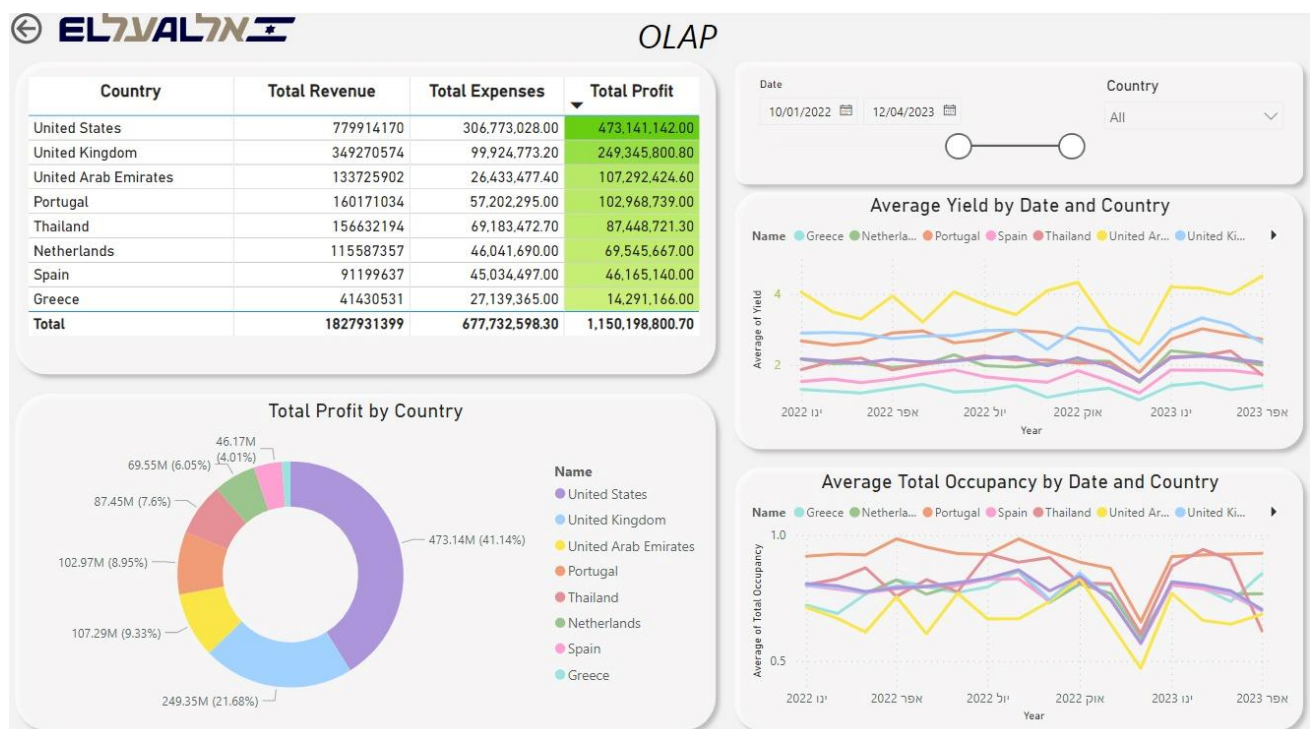 ELעלALאל
OLAP
Country Total Revenue Total Expenses Total Profit
United States 779914170 306,773,028.00 473,141,142.00
United Kingdom 349270574 99,924,773.20 249,345,800.80
United Arab Emirates 133725902 26,433,477.40 107,292,424.60
Portugal 160171034 57,202,295.00 102,968,739.00
Thailand 156632194 69,183,472.70 87,448,721.30
Netherlands 115587357 46,041,690.00 69,545,667.00
Spain 91199637 45,034,497.00 46,165,140.00
Greece 41430531 27,139,365.00 14,291,166.00
Total 1827931399 677,732,598.30 1,150,198,800.70
Date
10/01/2022 12/04/2023
Country
All
Average Yield by Date and Country
Name Greece Netherla... Portugal Spain Thailand United Ar... United Ki...
Average of Yield
4
2
ינו 2022 אפר 2022 יול 2022 אוק 2022 ינו 2023 אפר 2023
Year
Total Profit by Country
46.17M
(4.01%)
69.55M (6.05%)
87.45M (7.6%)
102.97M (8.95%)
107.29M (9.33%)
249.35M (21.68%)
473.14M (41.14%)
Name
United States
United Kingdom
United Arab Emirates
Portugal
Thailand
Netherlands
Spain
Greece
Average Total Occupancy by Date and Country
Name Greece Netherla... Portugal Spain Thailand United Ar... United Ki...
Average of Total Occupancy
1.0
0.5
ינו 2022 אפר 2022 יול 2022 אוק 2022 ינו 2023 אפר 2023
Year